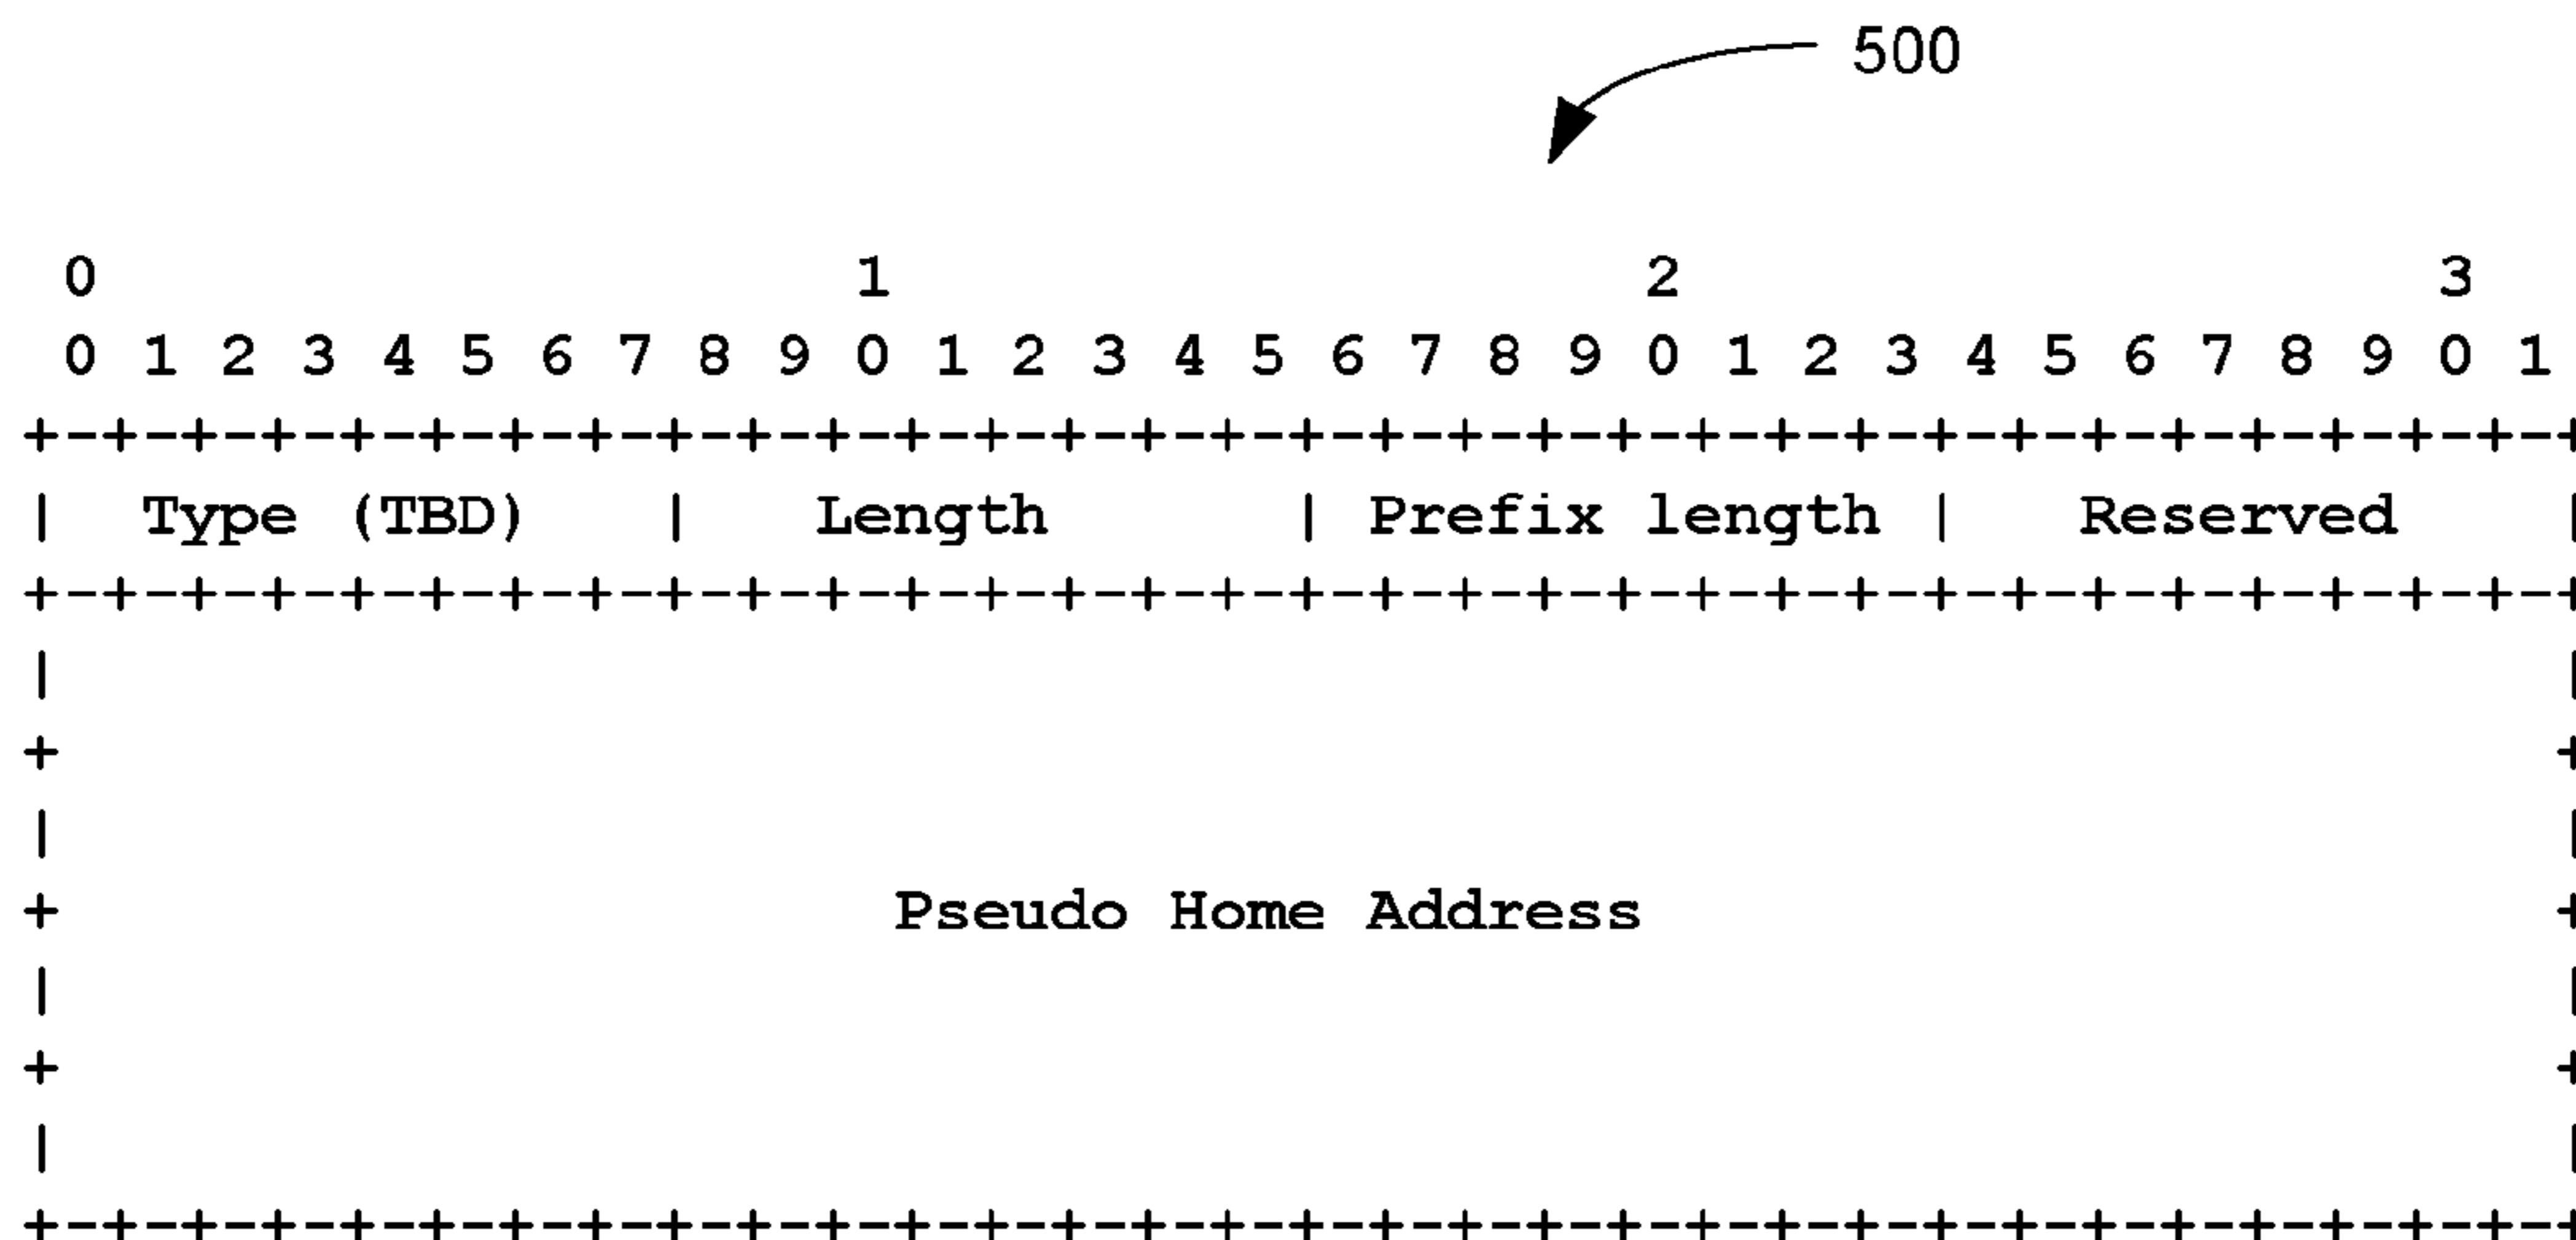 500
0 1 2 3
0 1 2 3 4 5 6 7 8 9 0 1 2 3 4 5 6 7 8 9 0 1 2 3 4 5 6 7 8 9 0 1
+-+-+-+-+-+-+-+-+-+-+-+-+-+-+-+-+-+-+-+-+-+-+-+-+-+-+-+-+-+-+-+-+
| Type (TBD) | Length | Prefix length | Reserved |
+-+-+-+-+-+-+-+-+-+-+-+-+-+-+-+-+-+-+-+-+-+-+-+-+-+-+-+-+-+-+-+-+
| |
+ +
| |
+ Pseudo Home Address +
| |
+ +
| |
+-+-+-+-+-+-+-+-+-+-+-+-+-+-+-+-+-+-+-+-+-+-+-+-+-+-+-+-+-+-+-+-+